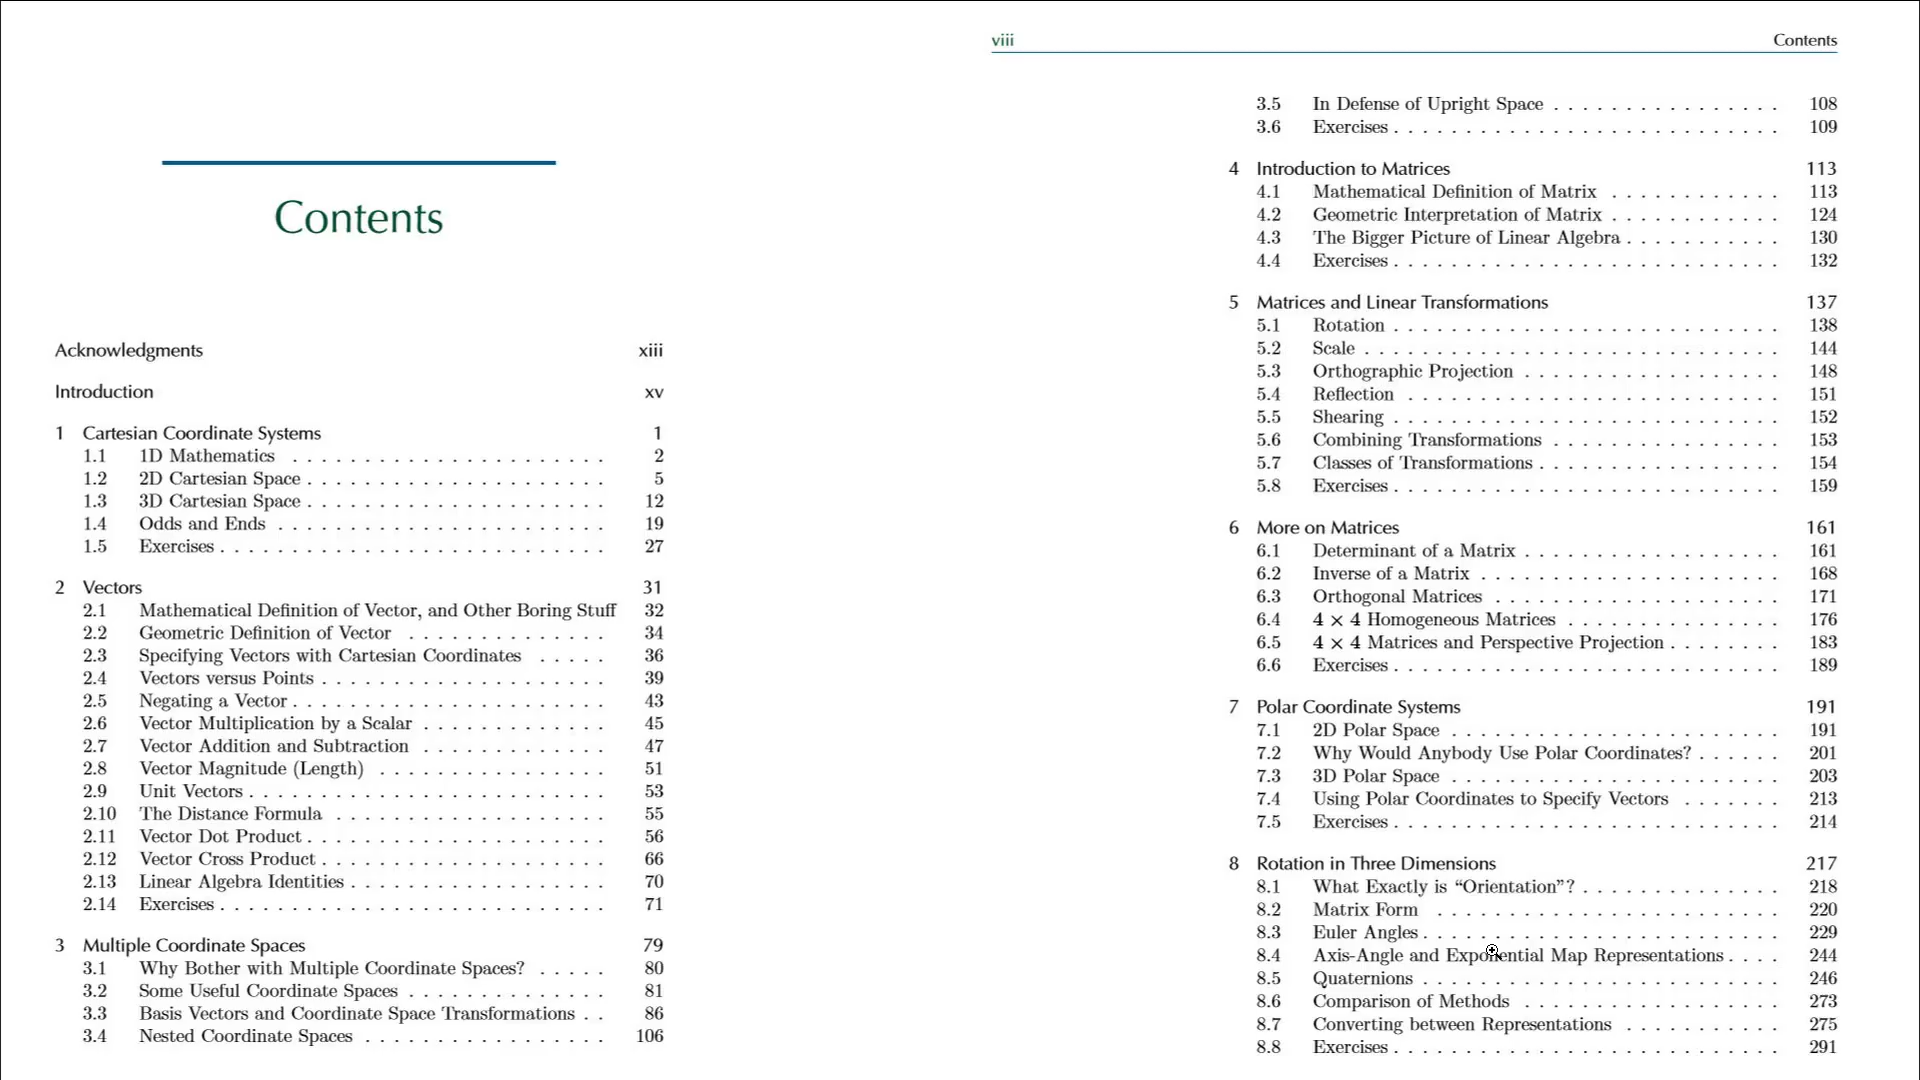 Contents
Acknowledgments xiii
Introduction xv
1 Cartesian Coordinate Systems 1
1.1 1D Mathematics . . . . . . . . . . . . . . . . . . . . . . 2
1.2 2D Cartesian Space . . . . . . . . . . . . . . . . . . . . . 5
1.3 3D Cartesian Space . . . . . . . . . . . . . . . . . . . . . 12
1.4 Odds and Ends . . . . . . . . . . . . . . . . . . . . . . . 19
1.5 Exercises . . . . . . . . . . . . . . . . . . . . . . . . . . . 27
2 Vectors 31
2.1 Mathematical Definition of Vector, and Other Boring Stuff 32
2.2 Geometric Definition of Vector . . . . . . . . . . . . . . 34
2.3 Specifying Vectors with Cartesian Coordinates . . . . . 36
2.4 Vectors versus Points . . . . . . . . . . . . . . . . . . . . 39
2.5 Negating a Vector . . . . . . . . . . . . . . . . . . . . . . 43
2.6 Vector Multiplication by a Scalar . . . . . . . . . . . . . 45
2.7 Vector Addition and Subtraction . . . . . . . . . . . . . 47
2.8 Vector Magnitude (Length) . . . . . . . . . . . . . . . . 51
2.9 Unit Vectors . . . . . . . . . . . . . . . . . . . . . . . . . 53
2.10 The Distance Formula . . . . . . . . . . . . . . . . . . . 55
2.11 Vector Dot Product . . . . . . . . . . . . . . . . . . . . . 56
2.12 Vector Cross Product . . . . . . . . . . . . . . . . . . . . 66
2.13 Linear Algebra Identities . . . . . . . . . . . . . . . . . . 70
2.14 Exercises . . . . . . . . . . . . . . . . . . . . . . . . . . . 71
3 Multiple Coordinate Spaces 79
3.1 Why Bother with Multiple Coordinate Spaces? . . . . . 80
3.2 Some Useful Coordinate Spaces . . . . . . . . . . . . . . 81
3.3 Basis Vectors and Coordinate Space Transformations . . 86
3.4 Nested Coordinate Spaces . . . . . . . . . . . . . . . . . 106
viii Contents
3.5 In Defense of Upright Space . . . . . . . . . . . . . . . . 108
3.6 Exercises . . . . . . . . . . . . . . . . . . . . . . . . . . . 109
4 Introduction to Matrices 113
4.1 Mathematical Definition of Matrix . . . . . . . . . . . . 113
4.2 Geometric Interpretation of Matrix . . . . . . . . . . . . 124
4.3 The Bigger Picture of Linear Algebra . . . . . . . . . . . 130
4.4 Exercises . . . . . . . . . . . . . . . . . . . . . . . . . . . 132
5 Matrices and Linear Transformations 137
5.1 Rotation . . . . . . . . . . . . . . . . . . . . . . . . . . . 138
5.2 Scale . . . . . . . . . . . . . . . . . . . . . . . . . . . . . 144
5.3 Orthographic Projection . . . . . . . . . . . . . . . . . . 148
5.4 Reflection . . . . . . . . . . . . . . . . . . . . . . . . . . 151
5.5 Shearing . . . . . . . . . . . . . . . . . . . . . . . . . . . 152
5.6 Combining Transformations . . . . . . . . . . . . . . . . 153
5.7 Classes of Transformations . . . . . . . . . . . . . . . . . 154
5.8 Exercises . . . . . . . . . . . . . . . . . . . . . . . . . . . 159
6 More on Matrices 161
6.1 Determinant of a Matrix . . . . . . . . . . . . . . . . . . 161
6.2 Inverse of a Matrix . . . . . . . . . . . . . . . . . . . . . 168
6.3 Orthogonal Matrices . . . . . . . . . . . . . . . . . . . . 171
6.4 4 × 4 Homogeneous Matrices . . . . . . . . . . . . . . . 176
6.5 4 × 4 Matrices and Perspective Projection . . . . . . . . 183
6.6 Exercises . . . . . . . . . . . . . . . . . . . . . . . . . . . 189
7 Polar Coordinate Systems 191
7.1 2D Polar Space . . . . . . . . . . . . . . . . . . . . . . . 191
7.2 Why Would Anybody Use Polar Coordinates? . . . . . . 201
7.3 3D Polar Space . . . . . . . . . . . . . . . . . . . . . . . 203
7.4 Using Polar Coordinates to Specify Vectors . . . . . . . 213
7.5 Exercises . . . . . . . . . . . . . . . . . . . . . . . . . . . 214
8 Rotation in Three Dimensions 217
8.1 What Exactly is “Orientation”? . . . . . . . . . . . . . . 218
8.2 Matrix Form . . . . . . . . . . . . . . . . . . . . . . . . 220
8.3 Euler Angles . . . . . . . . . . . . . . . . . . . . . . . . . 229
8.4 Axis-Angle and Exponential Map Representations . . . . 244
8.5 Quaternions . . . . . . . . . . . . . . . . . . . . . . . . . 246
8.6 Comparison of Methods . . . . . . . . . . . . . . . . . . 273
8.7 Converting between Representations . . . . . . . . . . . 275
8.8 Exercises . . . . . . . . . . . . . . . . . . . . . . . . . . . 291